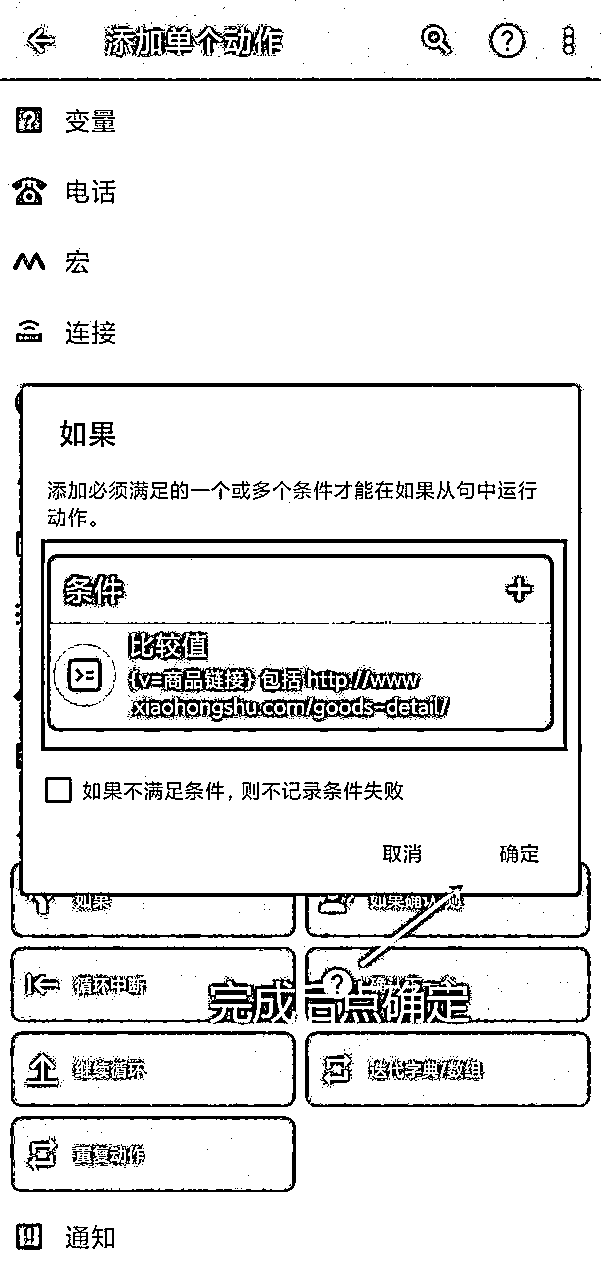 添加单个动作
变量
电话
宏
连接
如果
添加必须满足的一个或多个条件才能在如果从句中运行
动作。
条件
比较值
{v=商品链接} 包括 http://www
.xiaohongshu.com/goods-detail/
如果不满足条件，则不记录条件失败
取消
确定
如果
如果确认
循环中断
完成后点确定
继续循环
迭代字典/数组
重复动作
通知